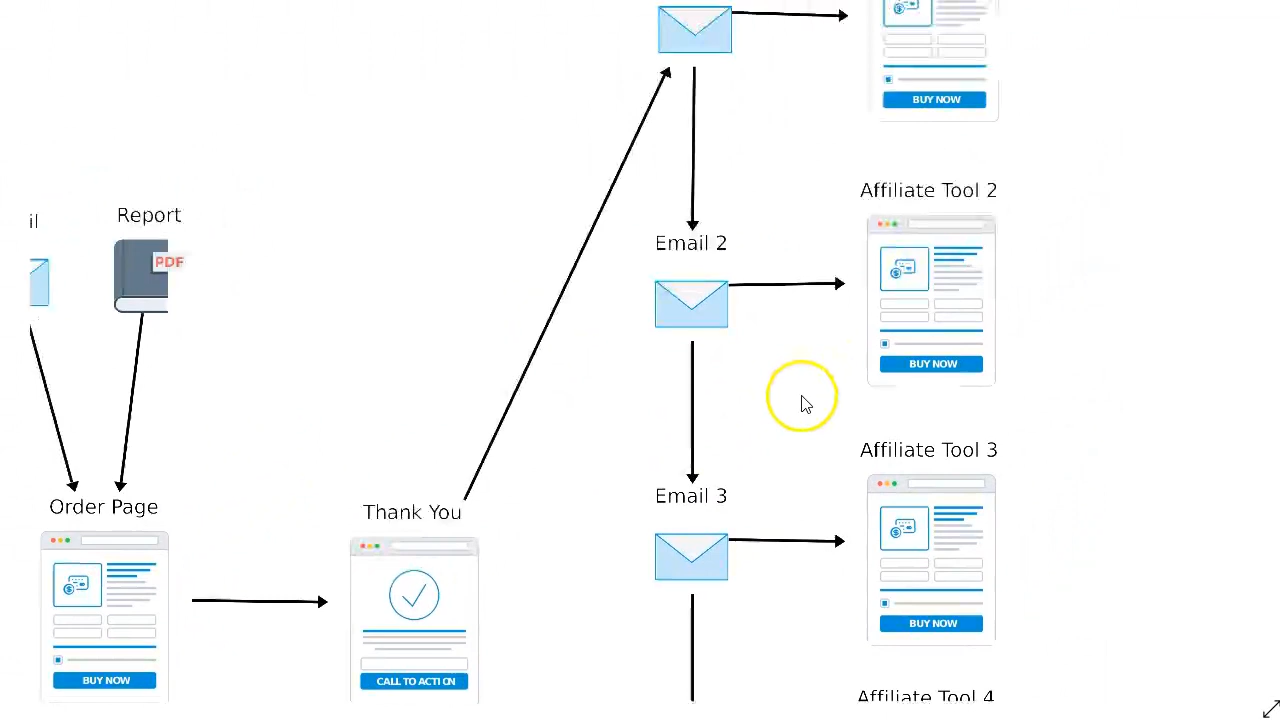 BUY NOW
Affiliate Tool 2
il
Report
PDF
Email 2
BUY NOW
Affiliate Tool 3
Email 3
Order Page
Thank You
BUY NOW
BUY NOW
CALL TO ACTION
Affiliate Tool 4